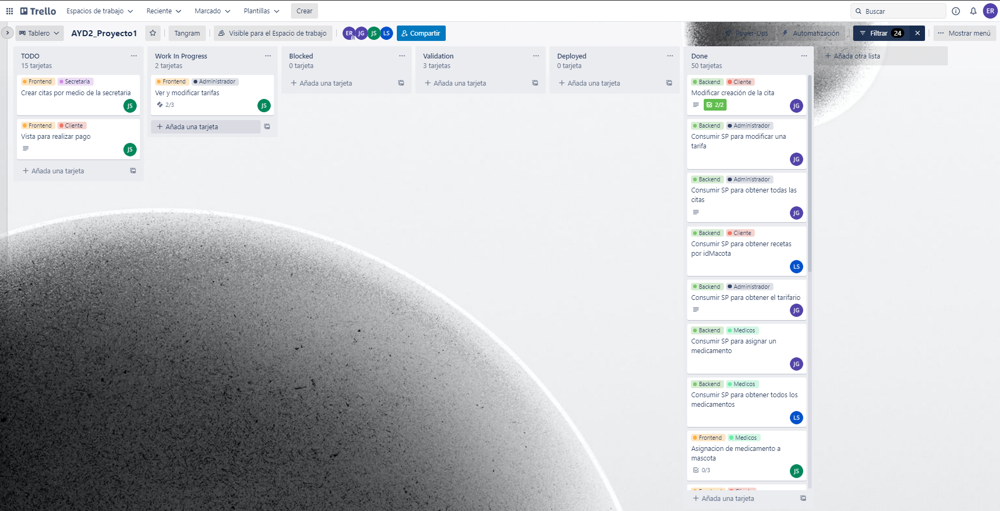 Trello
Espacios de trabajo
Reciente
Marcado
Plantillas
Crear
Buscar
ER
Tablero
AYD2_Proyecto1
Tangram
Visible para el Espacio de trabajo
ER
JG
JS
LS
Compartir
Power-Ups
Automatización
Filtrar
24
Mostrar menú
TODO
15 tarjetas
Frontend Secretaria
Crear citas por medio de la secretaria
JS
Frontend Cliente
Vista para realizar pago
JS
Añada una tarjeta
Work In Progress
2 tarjetas
Frontend Administrador
Ver y modificar tarifas
2/3
JS
Añada una tarjeta
Blocked
0 tarjeta
Añada una tarjeta
Validation
3 tarjetas
Añada una tarjeta
Deployed
0 tarjeta
Añada una tarjeta
Done
50 tarjetas
Backend Cliente
Modificar creación de la cita
2/2
JG
Backend Administrador
Consumir SP para modificar una
tarifa
JG
Backend Administrador
Consumir SP para obtener todas las
citas
JG
Backend Cliente
Consumir SP para obtener recetas
por idMacota
LS
Backend Administrador
Consumir SP para obtener el tarifario
JG
Backend Medicos
Consumir SP para asignar un
medicamento
JG
Backend Medicos
Consumir SP para obtener todos los
medicamentos
LS
Frontend Medicos
Asignacion de medicamento a
mascota
0/3
JS
Añada una tarjeta
Añada otra lista